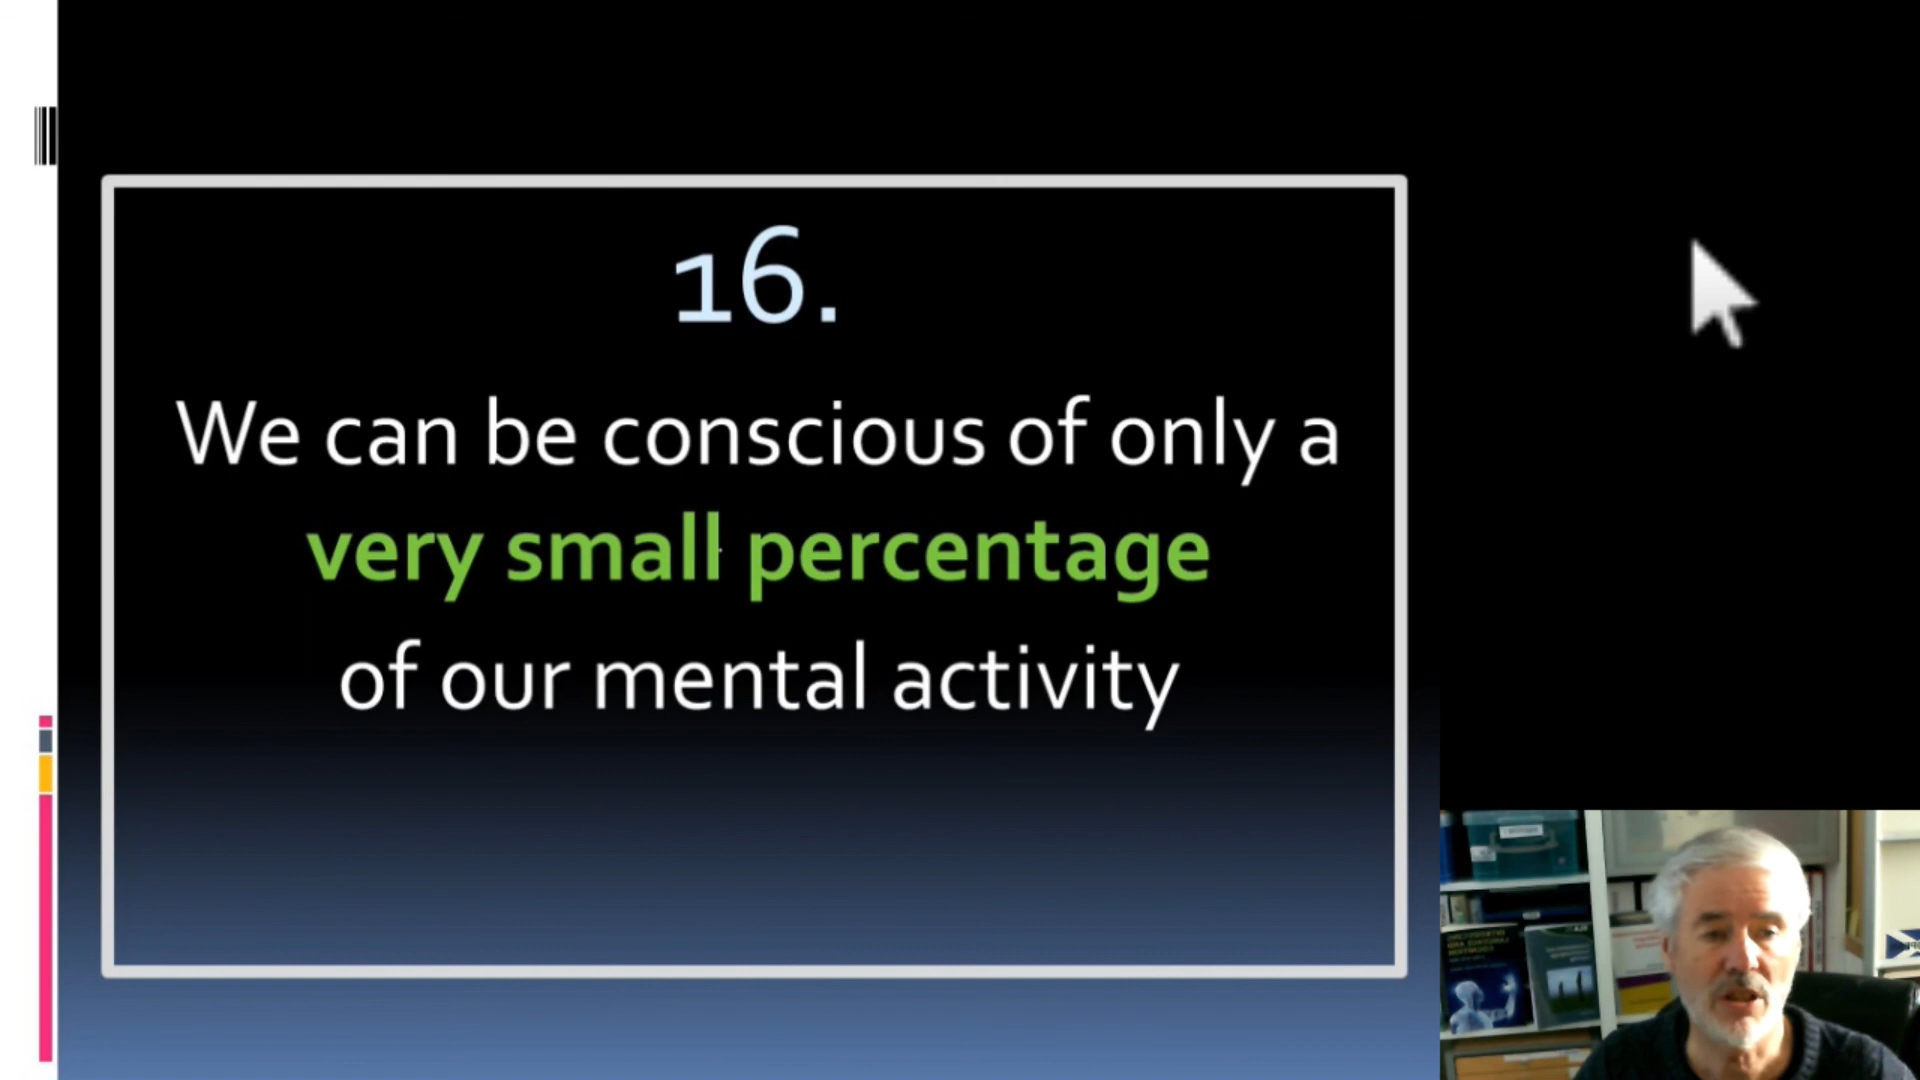 16.
We can be conscious of only a
very small percentage
of our mental activity